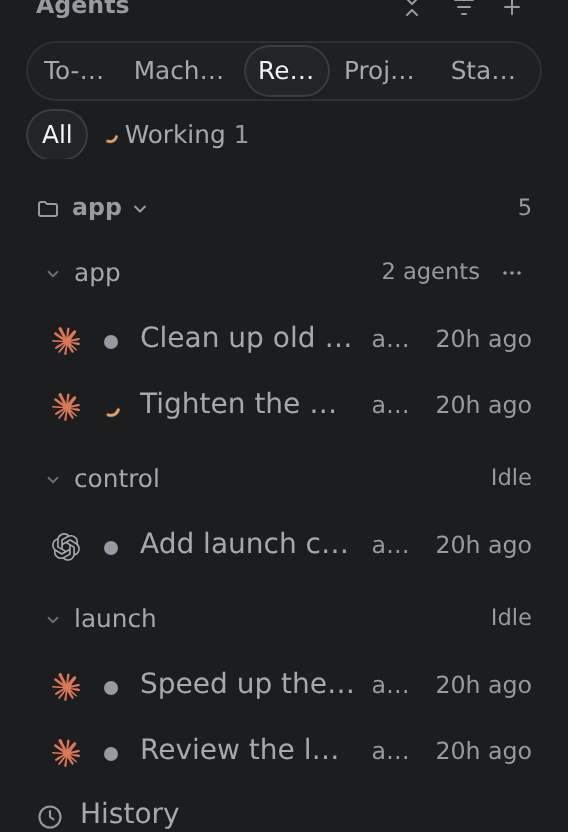 Agents
To-... Mach... Re... Proj... Sta...
All Working 1
app 5
app 2 agents ...
Clean up old ... a... 20h ago
Tighten the ... a... 20h ago
control Idle
Add launch c... a... 20h ago
launch Idle
Speed up the... a... 20h ago
Review the l... a... 20h ago
History